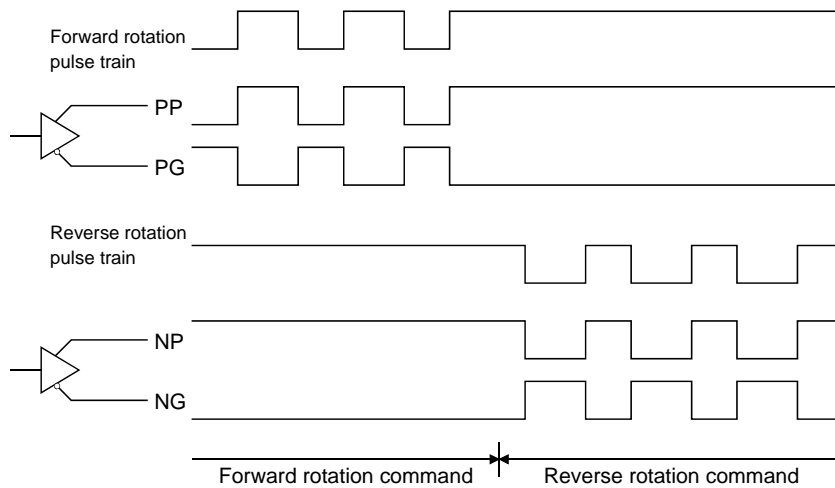 Forward rotation
pulse train
PP
PG
Reverse rotation
pulse train
NP
NG
Forward rotation command
Reverse rotation command